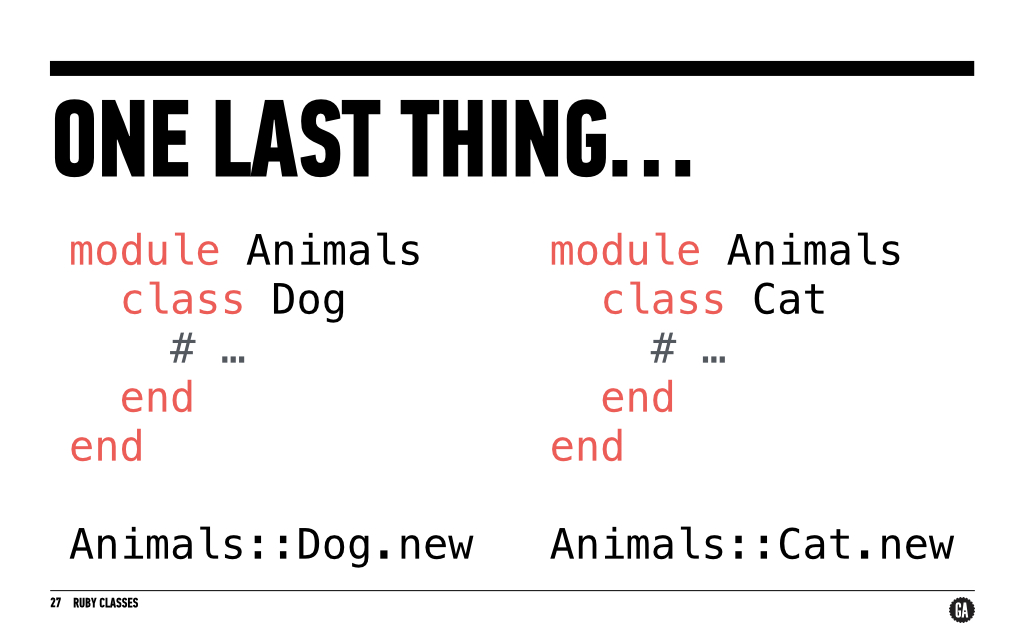 ONE LAST THING...
module Animals
  class Dog
    # …
  end
end
Animals::Dog.new
module Animals
  class Cat
    # …
  end
end
Animals::Cat.new
27 RUBY CLASSES
GA